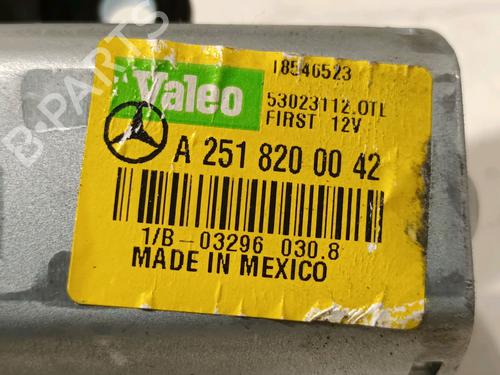 B-PARTS
18546523
Valeo
53023112.OTL
FIRST 12V
A 251 820 00 42
1/B-03296 030.8
MADE IN MEXICO